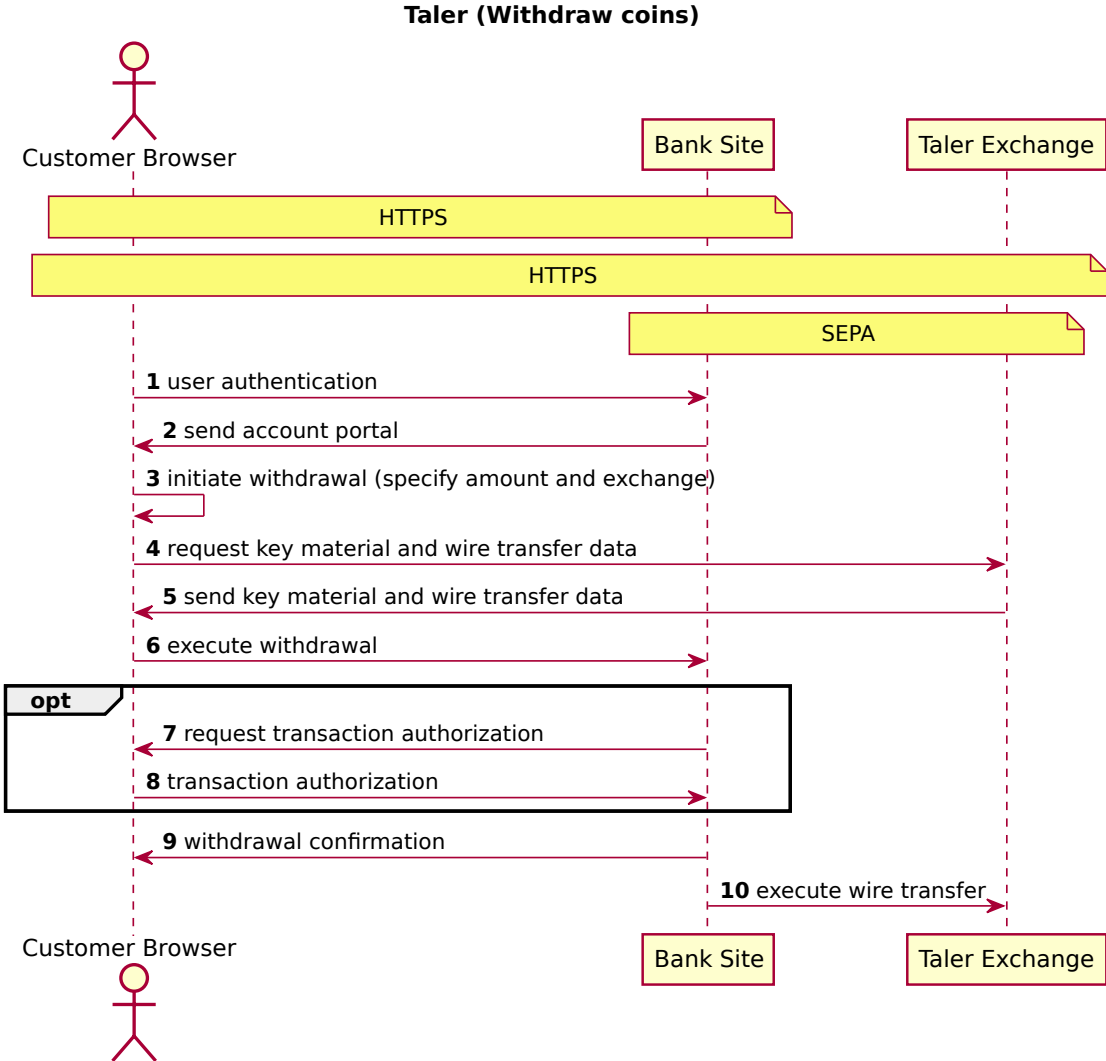 Taler (Withdraw coins)
Customer Browser
Bank Site
Taler Exchange
HTTPS
HTTPS
SEPA
1 user authentication
2 send account portal
3 initiate withdrawal (specify amount and exchange)
4 request key material and wire transfer data
5 send key material and wire transfer data
6 execute withdrawal
opt
7 request transaction authorization
8 transaction authorization
9 withdrawal confirmation
10 execute wire transfer
Customer Browser
Bank Site
Taler Exchange